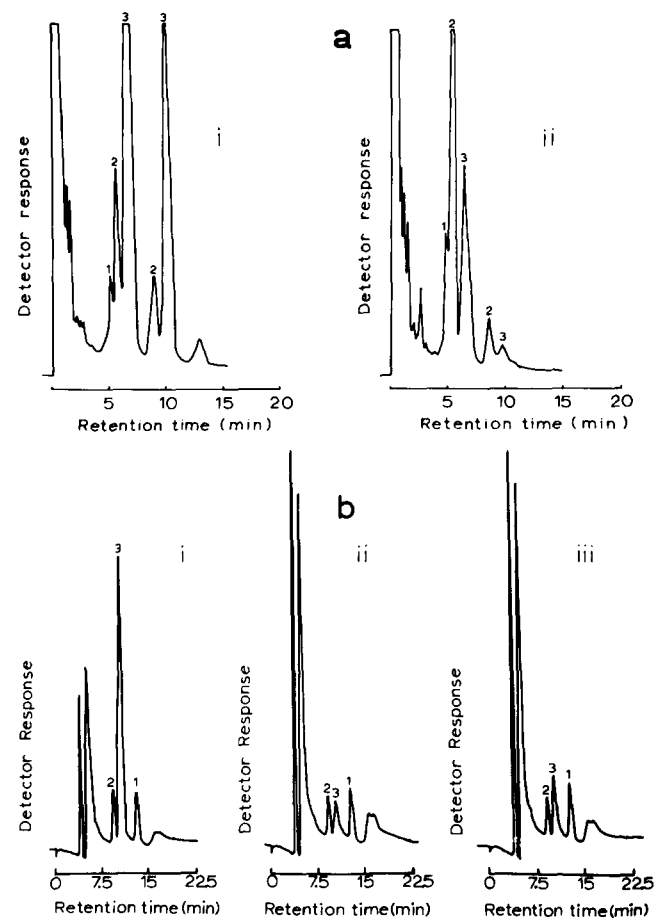 a
i
3
3
2
1
2
Detector response
5
10
15
20
Retention time (min)
ii
2
3
1
2
3
Detector response
5
10
15
20
Retention time (min)
b
i
3
2
1
Detector Response
0
7.5
15
22.5
Retention time(min)
ii
2
3
1
Detector Response
0
7.5
15
22.5
Retention time(min)
iii
3
2
1
Detector Response
0
7.5
15
22.5
Retention time(min)